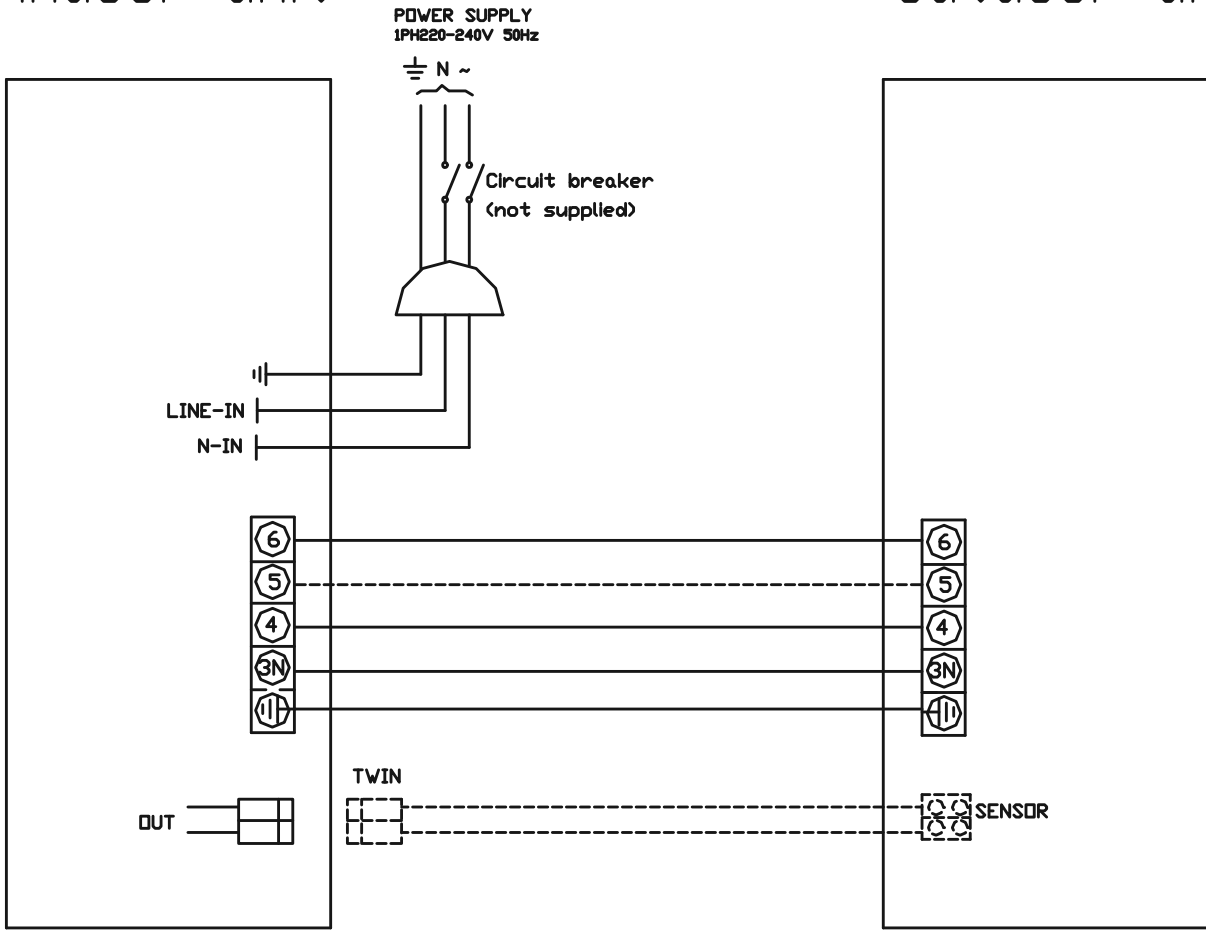 POWER SUPPLY
1PH220-240V 50Hz
N ~
Circuit breaker
(not supplied)
LINE-IN
N-IN
6
5
4
3N
6
5
4
3N
TWIN
OUT
SENSOR